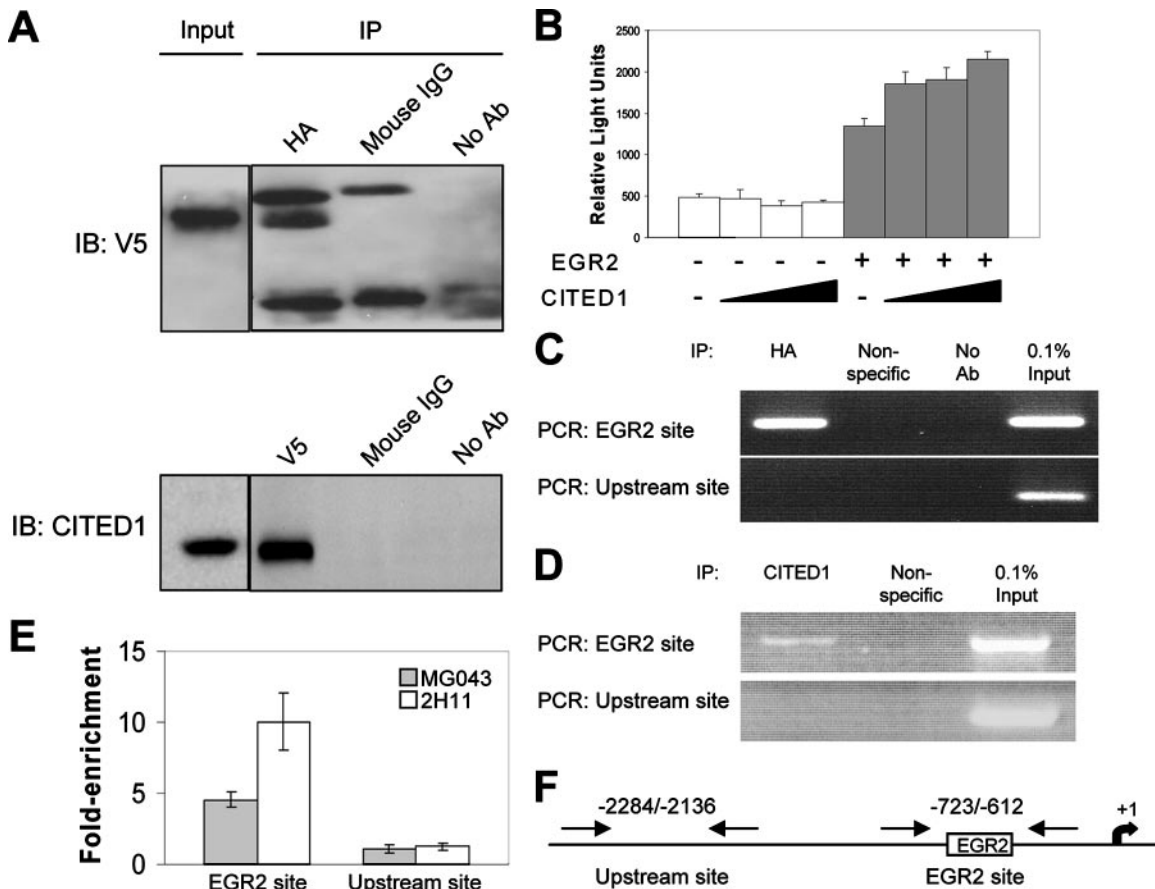 A
Input
IP
HA
Mouse IgG
No Ab
IB: V5
V5
Mouse IgG
No Ab
IB: CITED1
B
Relative Light Units
2500
2000
1500
1000
500
0
EGR2 - - - - + + + +
CITED1 - -
C
IP: HA Non-specific No Ab 0.1% Input
PCR: EGR2 site
PCR: Upstream site
D
IP: CITED1 Non-specific 0.1% Input
PCR: EGR2 site
PCR: Upstream site
E
Fold-enrichment
15
10
5
0
MG043
2H11
EGR2 site Upstream site
F
-2284/-2136 -723/-612 +1
EGR2
Upstream site EGR2 site